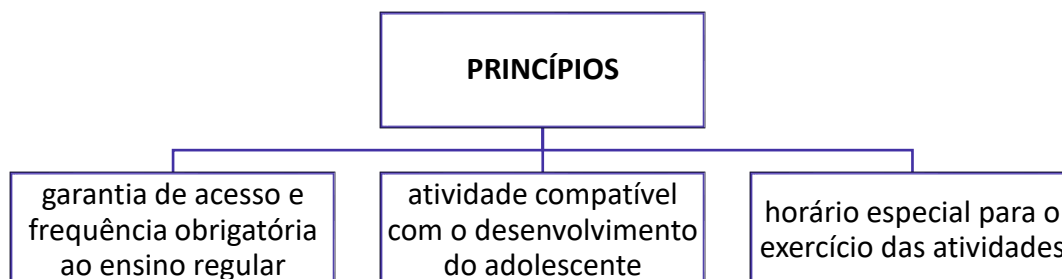 PRINCÍPIOS
garantia de acesso e
frequência obrigatória
ao ensino regular
atividade compatível
com o desenvolvimento
do adolescente
horário especial para o
exercício das atividades